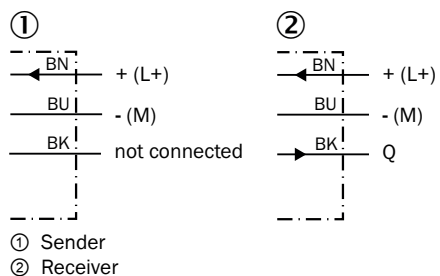 ① ②
BN + (L+) BN + (L+)
BU - (M) BU - (M)
BK not connected BK Q
① Sender
② Receiver